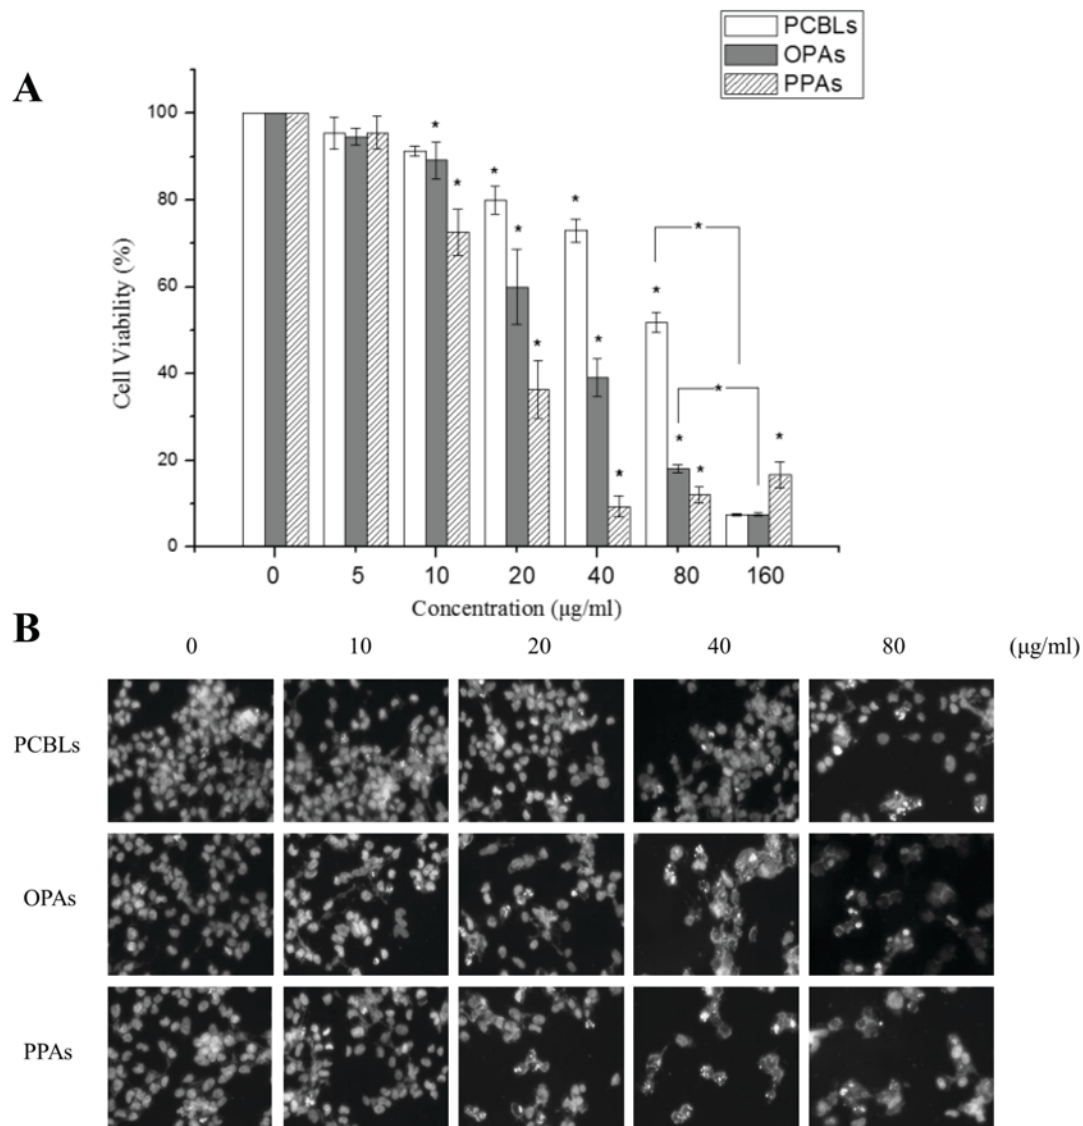 A
PCBLs
OPAs
PPAs
Cell Viability (%)
100
80
60
40
20
0
* * * * * * * * * * * * * *
0 5 10 20 40 80 160
Concentration (μg/ml)
B
0 10 20 40 80 (μg/ml)
PCBLs
OPAs
PPAs